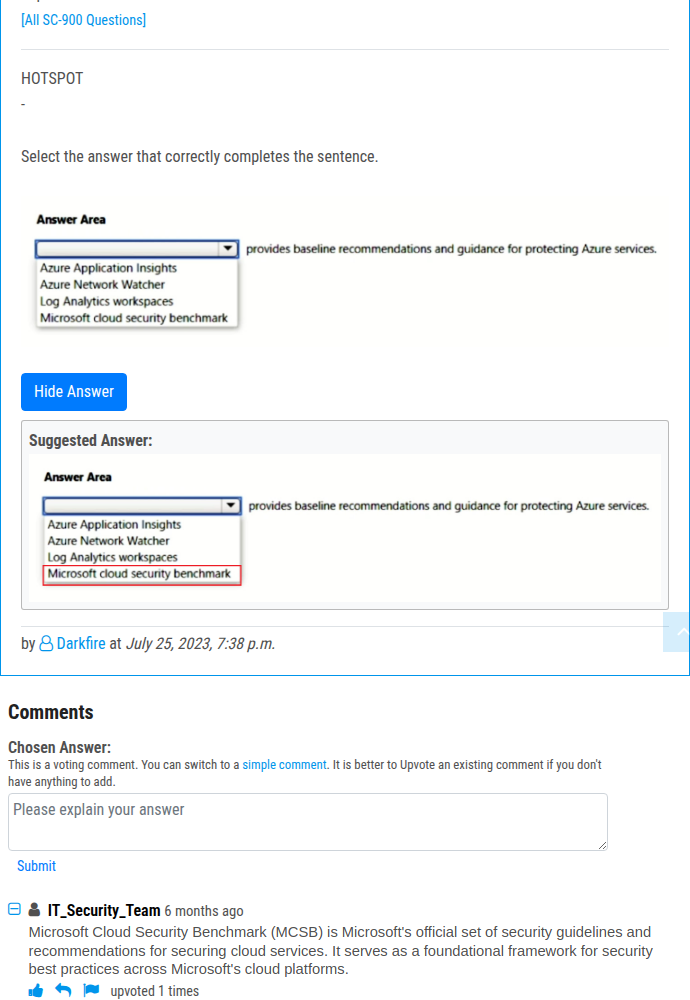 [All SC-900 Questions]
HOTSPOT
-
Select the answer that correctly completes the sentence.
Answer Area
provides baseline recommendations and guidance for protecting Azure services.
Azure Application Insights
Azure Network Watcher
Log Analytics workspaces
Microsoft cloud security benchmark
Hide Answer
Suggested Answer:
Answer Area
provides baseline recommendations and guidance for protecting Azure services.
Azure Application Insights
Azure Network Watcher
Log Analytics workspaces
Microsoft cloud security benchmark
by Darkfire at July 25, 2023, 7:38 p.m.
Comments
Chosen Answer:
This is a voting comment. You can switch to a simple comment. It is better to Upvote an existing comment if you don't
have anything to add.
Please explain your answer
Submit
IT_Security_Team 6 months ago
Microsoft Cloud Security Benchmark (MCSB) is Microsoft's official set of security guidelines and
recommendations for securing cloud services. It serves as a foundational framework for security
best practices across Microsoft's cloud platforms.
upvoted 1 times